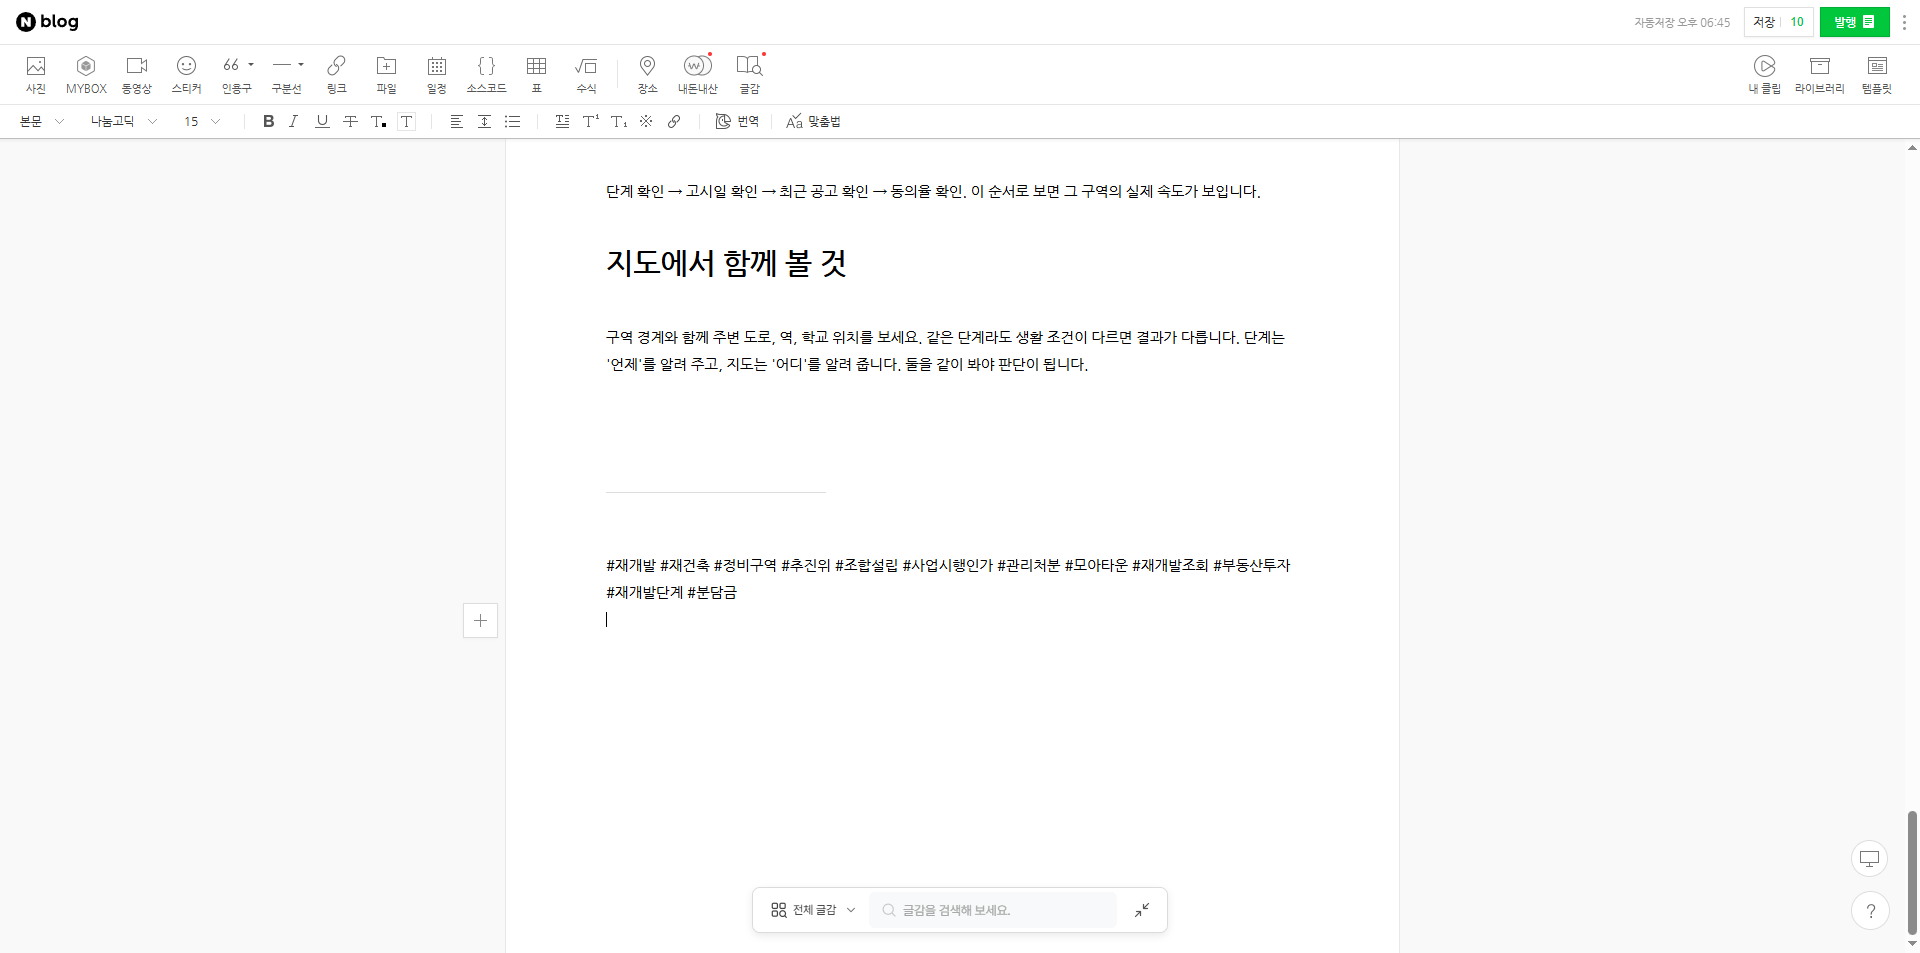 N blog
자동저장 오후 06:45
저장 10
발행
사진
MYBOX
동영상
스티커
인용구
구분선
링크
파일
일정
소스코드
표
수식
장소
내돈내산
글감
내 클립
라이브러리
템플릿
본문
나눔고딕
15
번역
맞춤법
단계 확인 → 고시일 확인 → 최근 공고 확인 → 동의율 확인. 이 순서로 보면 그 구역의 실제 속도가 보입니다.
지도에서 함께 볼 것
구역 경계와 함께 주변 도로, 역, 학교 위치를 보세요. 같은 단계라도 생활 조건이 다르면 결과가 다릅니다. 단계는
'언제'를 알려 주고, 지도는 '어디'를 알려 줍니다. 둘을 같이 봐야 판단이 됩니다.
#재개발 #재건축 #정비구역 #추진위 #조합설립 #사업시행인가 #관리처분 #모아타운 #재개발조회 #부동산투자
#재개발단계 #분담금
전체 글감
글감을 검색해 보세요.
?